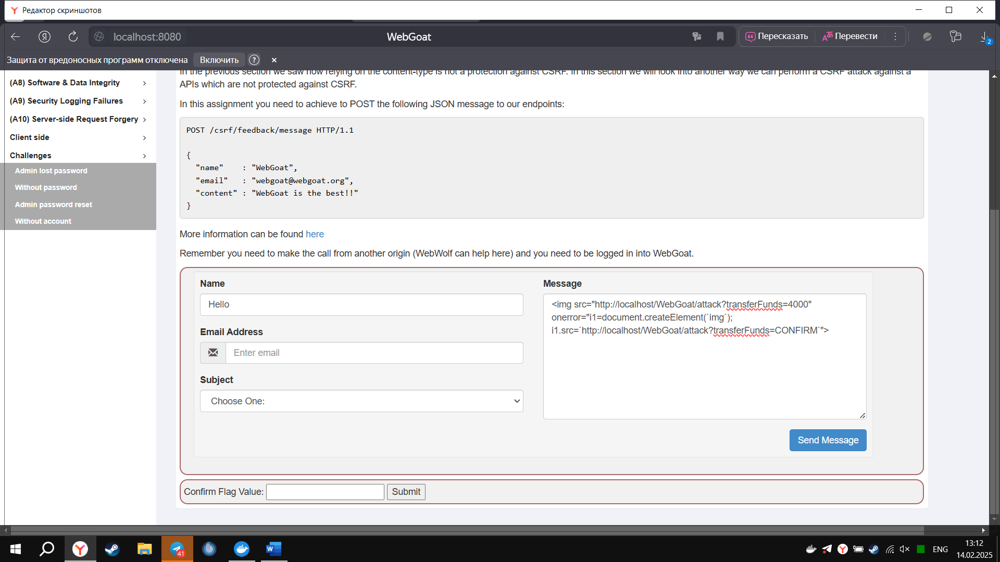 Редактор скриншотов
localhost:8080
WebGoat
Пересказать
Перевести
2
Защита от вредоносных программ отключена
Включить
(A8) Software & Data Integrity
(A9) Security Logging Failures
(A10) Server-side Request Forgery
Client side
Challenges
Admin lost password
Without password
Admin password reset
Without account
In the previous section we saw how relying on the content-type is not a protection against CSRF. In this section we will look into another way we can perform a CSRF attack against a
APIs which are not protected against CSRF.
In this assignment you need to achieve to POST the following JSON message to our endpoints:
POST /csrf/feedback/message HTTP/1.1
{
"name" : "WebGoat",
"email" : "webgoat@webgoat.org",
"content" : "WebGoat is the best!!"
}
More information can be found here
Remember you need to make the call from another origin (WebWolf can help here) and you need to be logged in into WebGoat.
Name
Hello
Email Address
Enter email
Subject
Choose One:
Message
<img src="http://localhost/WebGoat/attack?transferFunds=4000"
onerror="i1=document.createElement(`img`);
i1.src=`http://localhost/WebGoat/attack?transferFunds=CONFIRM`">
Send Message
Confirm Flag Value:
Submit
41
ENG
13:12
14.02.2025